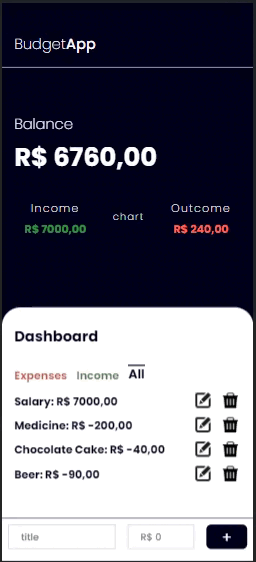 BudgetApp
Balance
R$ 6760,00
Income
Outcome
chart
R$ 7000,00
R$ 240,00
Dashboard
Expenses Income All
Salary: R$ 7000,00
Medicine: R$ -200,00
Chocolate Cake: R$ -40,00
Beer: R$ -90,00
title R$ 0 +